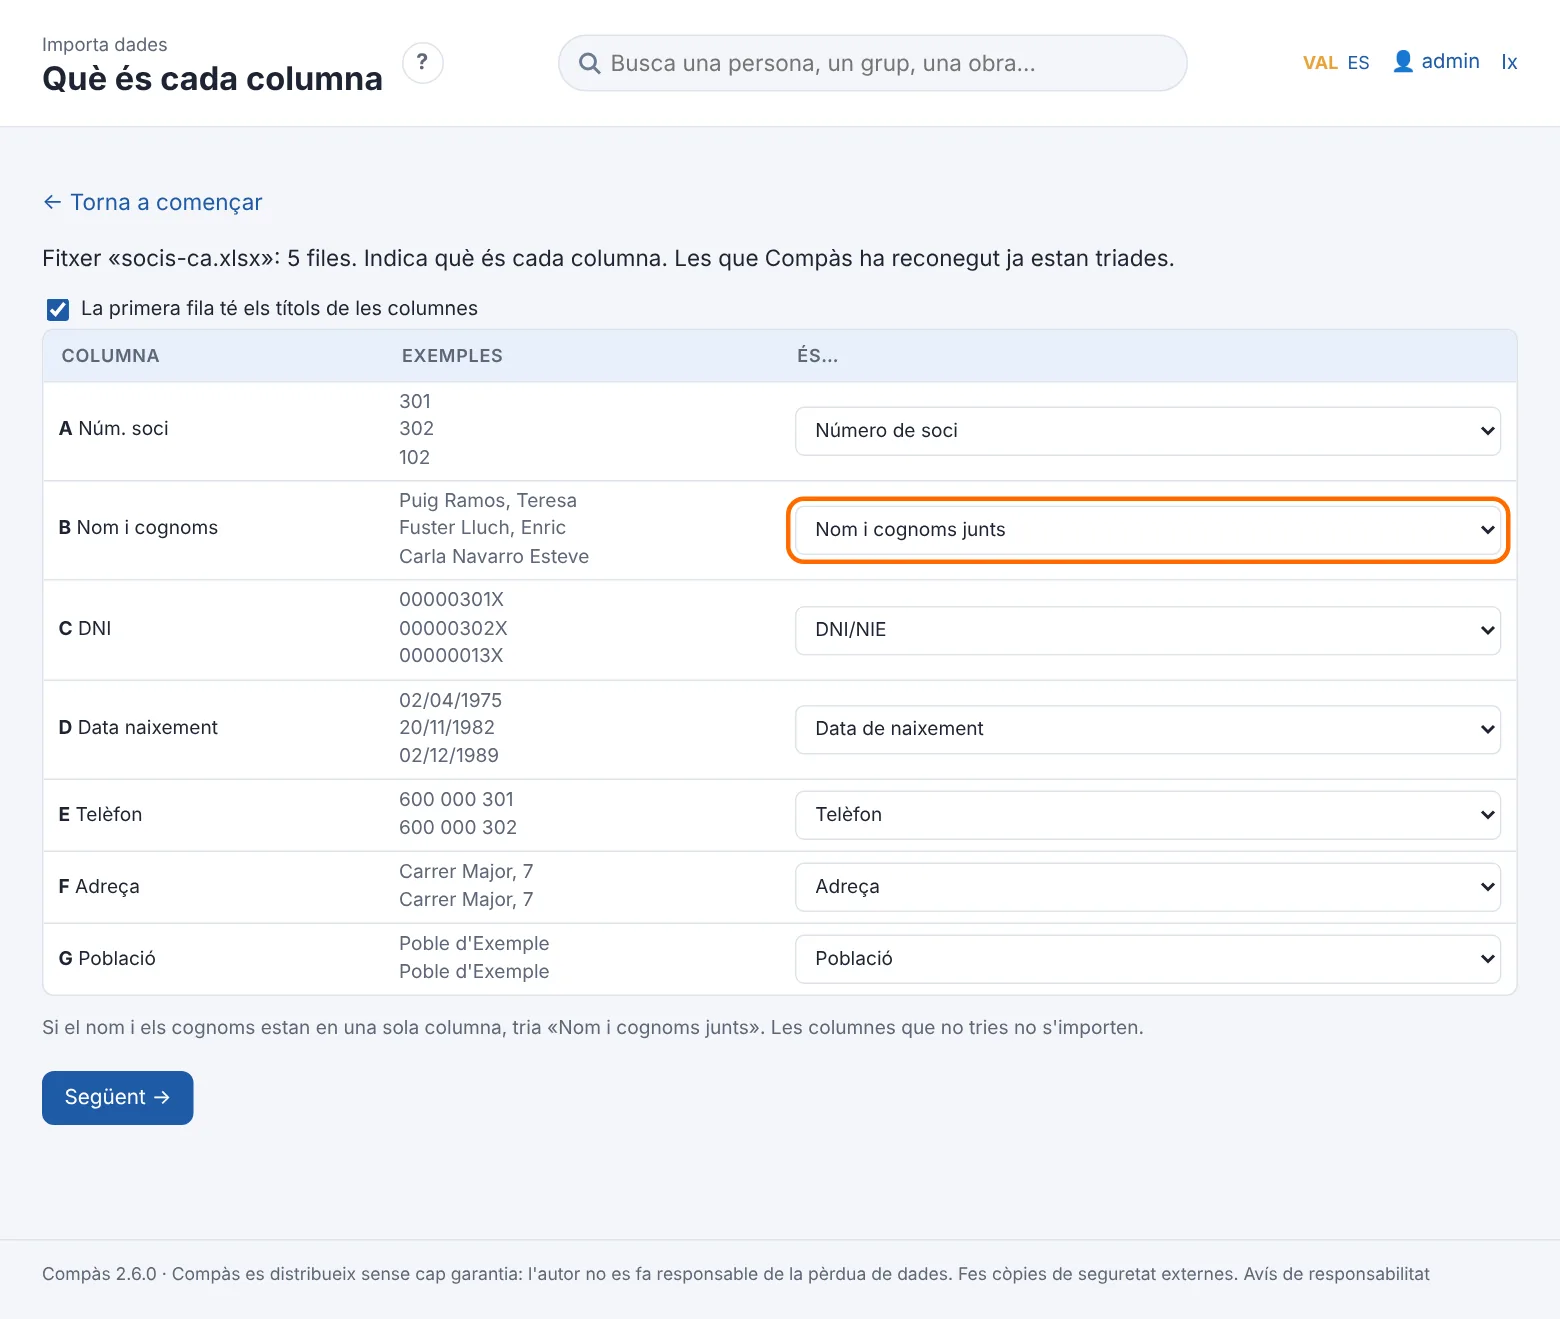 Importa dades
Què és cada columna
?
Busca una persona, un grup, una obra...
VAL ES
admin
Ix
← Torna a començar
Fitxer «socis-ca.xlsx»: 5 files. Indica què és cada columna. Les que Compàs ha reconegut ja estan triades.
La primera fila té els títols de les columnes
COLUMNA EXEMPLES ÉS...
301
A Núm. soci 302 Número de soci
102
Puig Ramos, Teresa
B Nom i cognoms Fuster Lluch, Enric Nom i cognoms junts
Carla Navarro Esteve
00000301X
C DNI 00000302X DNI/NIE
00000013X
02/04/1975
D Data naixement 20/11/1982 Data de naixement
02/12/1989
600 000 301
E Telèfon Telèfon
600 000 302
Carrer Major, 7
F Adreça Adreça
Carrer Major, 7
Poble d'Exemple
G Població Població
Poble d'Exemple
Si el nom i els cognoms estan en una sola columna, tria «Nom i cognoms junts». Les columnes que no tries no s'importen.
Següent →
Compàs 2.6.0 · Compàs es distribueix sense cap garantia: l'autor no es fa responsable de la pèrdua de dades. Fes còpies de seguretat externes. Avís de responsabilitat